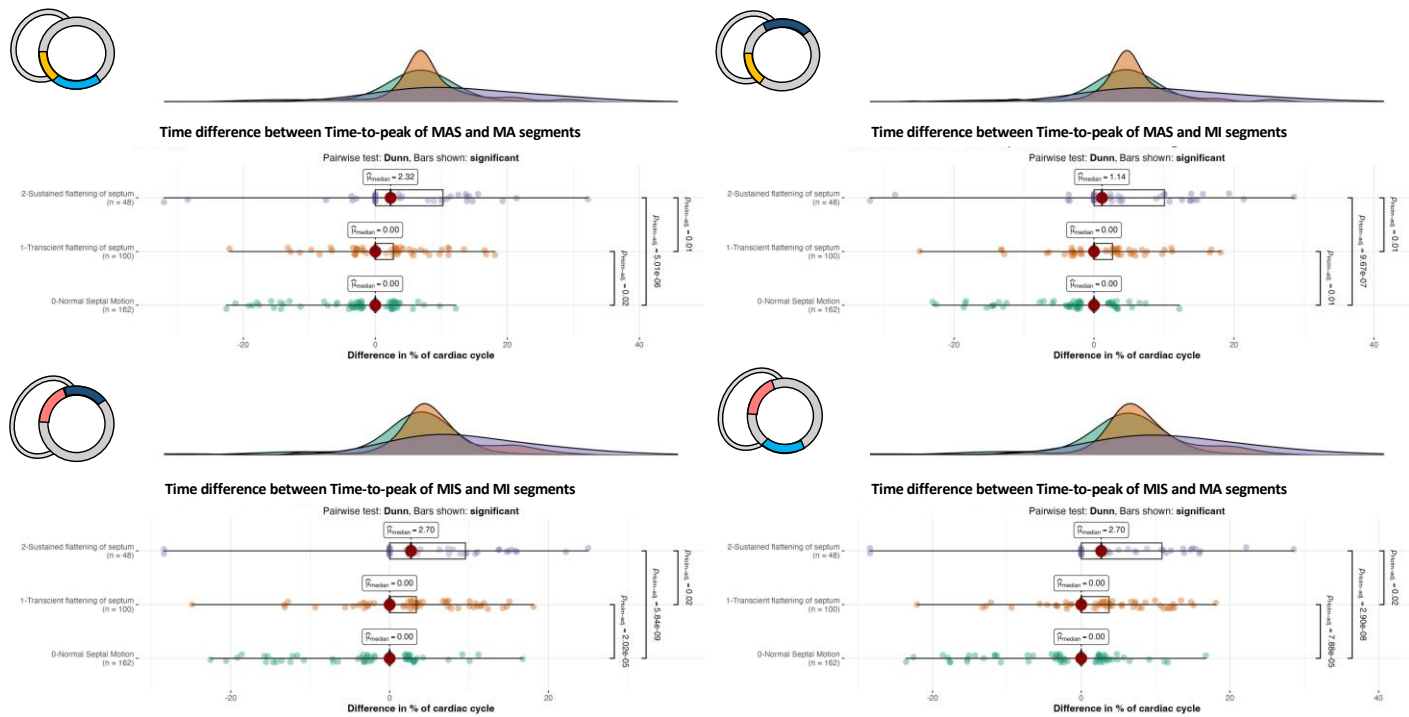 Time difference between Time-to-peak of MAS and MA segments
Pairwise test: Dunn, Bars shown: significant
2-Sustained flattening of septum
(n = 48)
μ̂median = 2.32
1-Transient flattening of septum
(n = 100)
μ̂median = 0.00
0-Normal Septal Motion
(n = 162)
μ̂median = 0.00
pHolm-adj. = 0.02
pHolm-adj. = 5.01e-06
pHolm-adj. = 0.01
-20
0
20
40
Difference in % of cardiac cycle
Time difference between Time-to-peak of MAS and MI segments
Pairwise test: Dunn, Bars shown: significant
2-Sustained flattening of septum
(n = 48)
μ̂median = 1.14
1-Transient flattening of septum
(n = 100)
μ̂median = 0.00
0-Normal Septal Motion
(n = 162)
μ̂median = 0.00
pHolm-adj. = 0.01
pHolm-adj. = 9.67e-07
pHolm-adj. = 0.01
-20
0
20
40
Difference in % of cardiac cycle
Time difference between Time-to-peak of MIS and MI segments
Pairwise test: Dunn, Bars shown: significant
2-Sustained flattening of septum
(n = 48)
μ̂median = 2.70
1-Transient flattening of septum
(n = 100)
μ̂median = 0.00
0-Normal Septal Motion
(n = 162)
μ̂median = 0.00
pHolm-adj. = 2.02e-05
pHolm-adj. = 5.84e-09
pHolm-adj. = 0.02
-20
0
20
Difference in % of cardiac cycle
Time difference between Time-to-peak of MIS and MA segments
Pairwise test: Dunn, Bars shown: significant
2-Sustained flattening of septum
(n = 48)
μ̂median = 2.70
1-Transient flattening of septum
(n = 100)
μ̂median = 0.00
0-Normal Septal Motion
(n = 162)
μ̂median = 0.00
pHolm-adj. = 7.88e-05
pHolm-adj. = 2.90e-08
pHolm-adj. = 0.02
-20
0
20
40
Difference in % of cardiac cycle